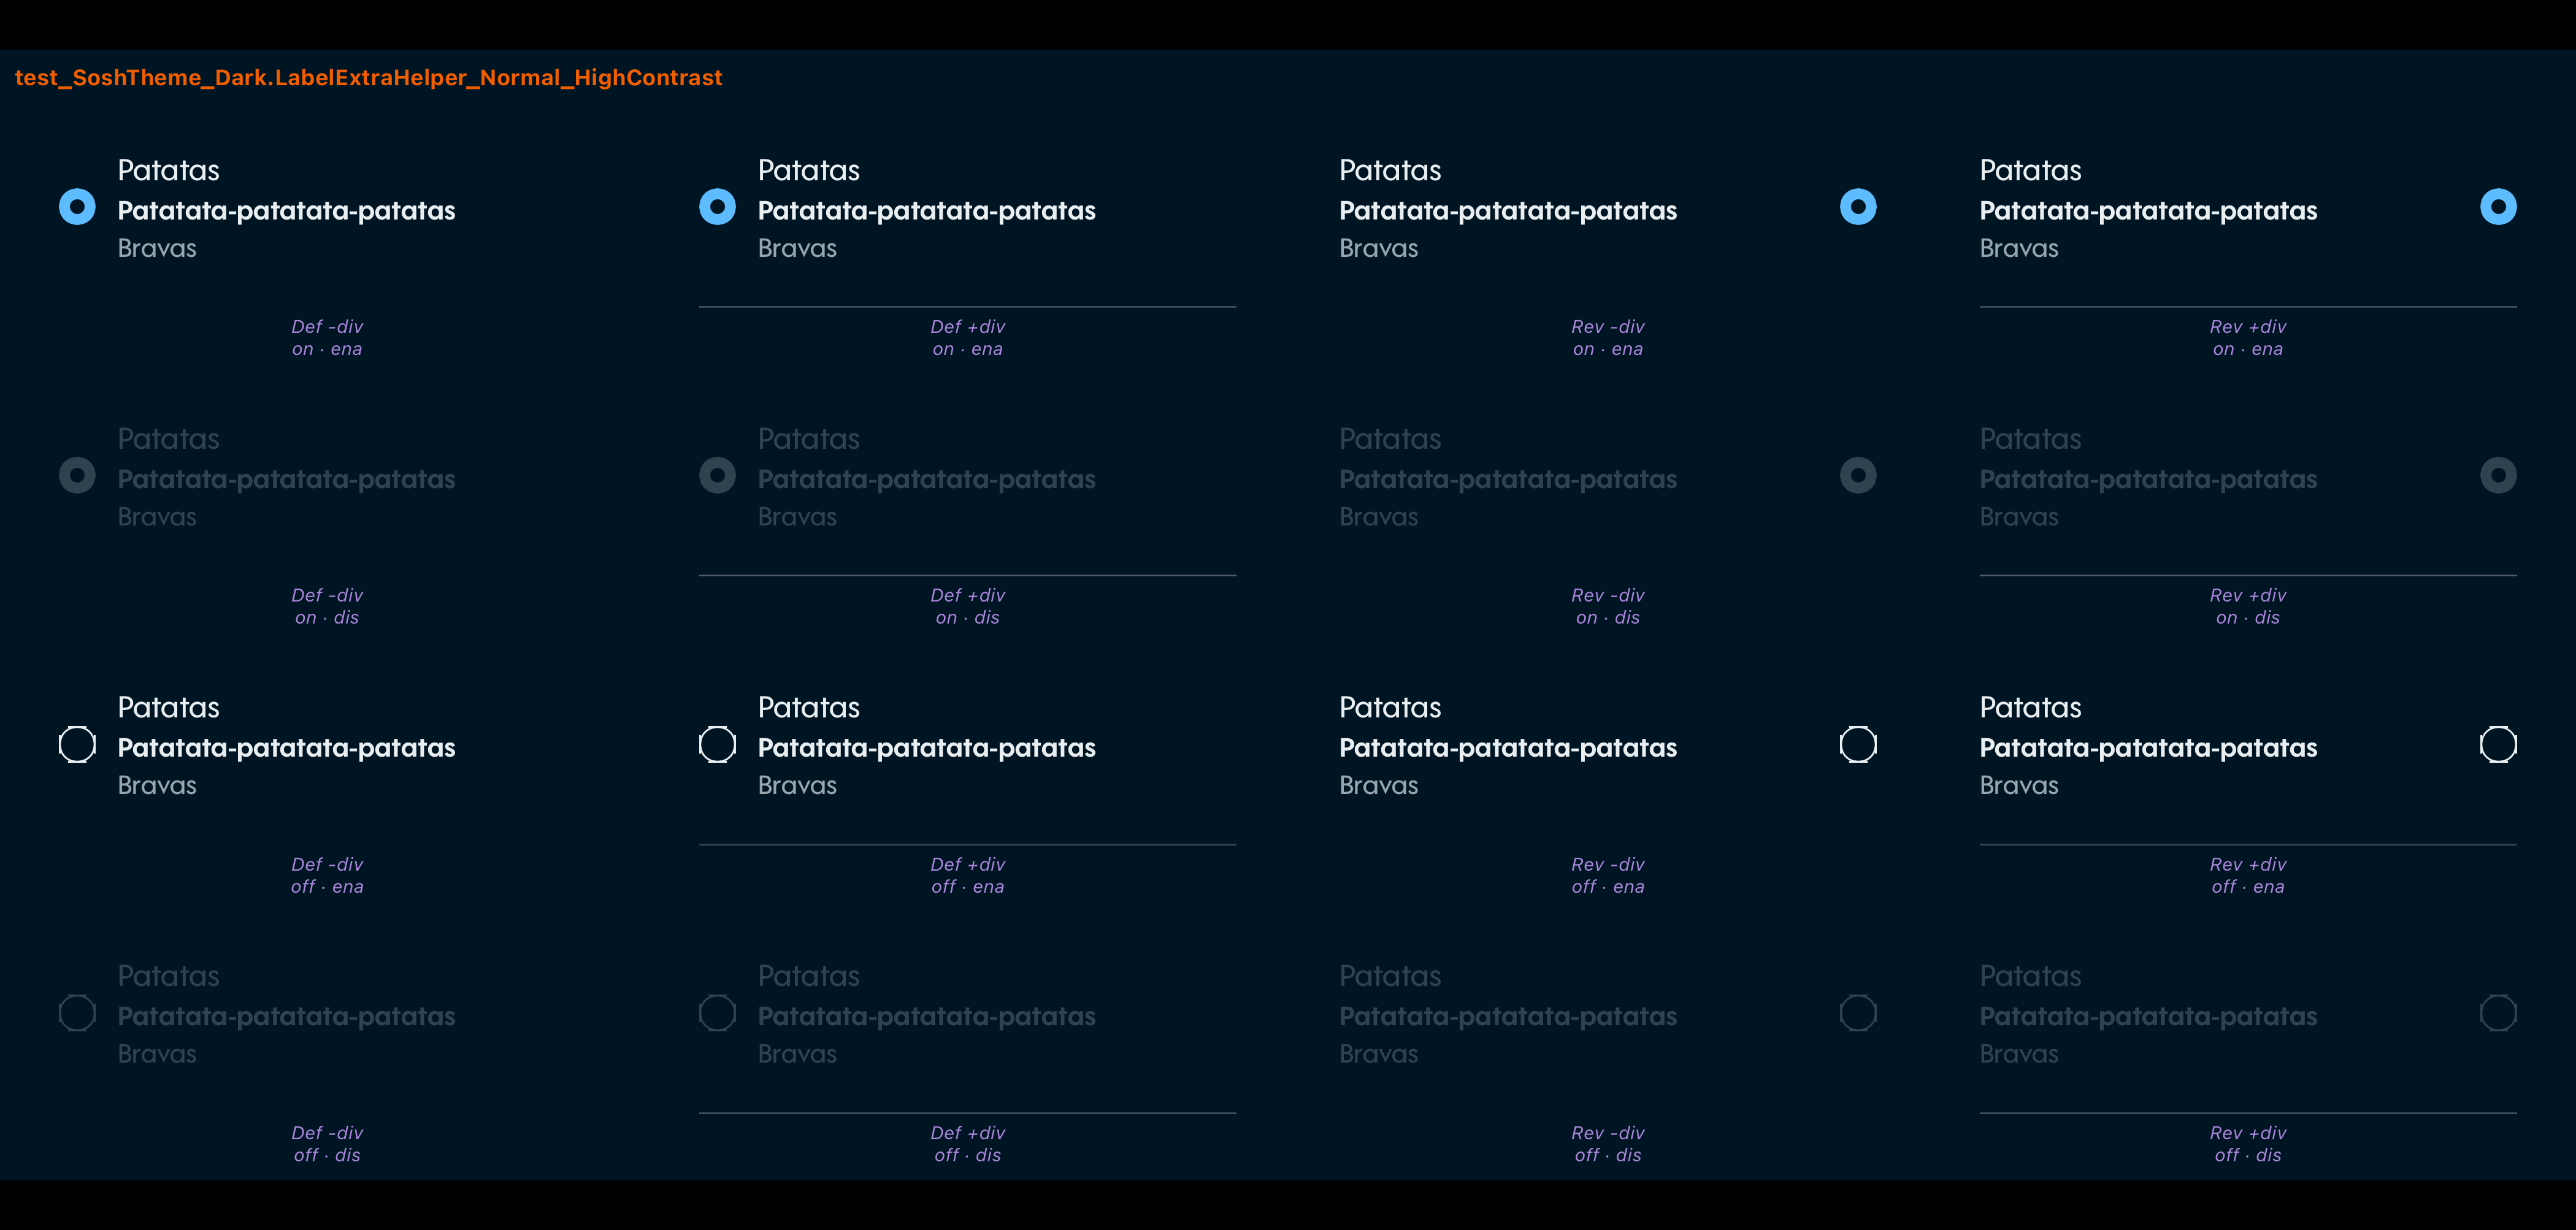 test_SoshTheme_Dark.LabelExtraHelper_Normal_HighContrast
Patatas
Patatata-patatata-patatas
Bravas
Def -div
on · ena
Patatas
Patatata-patatata-patatas
Bravas
Def +div
on · ena
Patatas
Patatata-patatata-patatas
Bravas
Rev -div
on · ena
Patatas
Patatata-patatata-patatas
Bravas
Rev +div
on · ena
Patatas
Patatata-patatata-patatas
Bravas
Def -div
on · dis
Patatas
Patatata-patatata-patatas
Bravas
Def +div
on · dis
Patatas
Patatata-patatata-patatas
Bravas
Rev -div
on · dis
Patatas
Patatata-patatata-patatas
Bravas
Rev +div
on · dis
Patatas
Patatata-patatata-patatas
Bravas
Def -div
off · ena
Patatas
Patatata-patatata-patatas
Bravas
Def +div
off · ena
Patatas
Patatata-patatata-patatas
Bravas
Rev -div
off · ena
Patatas
Patatata-patatata-patatas
Bravas
Rev +div
off · ena
Patatas
Patatata-patatata-patatas
Bravas
Def -div
off · dis
Patatas
Patatata-patatata-patatas
Bravas
Def +div
off · dis
Patatas
Patatata-patatata-patatas
Bravas
Rev -div
off · dis
Patatas
Patatata-patatata-patatas
Bravas
Rev +div
off · dis